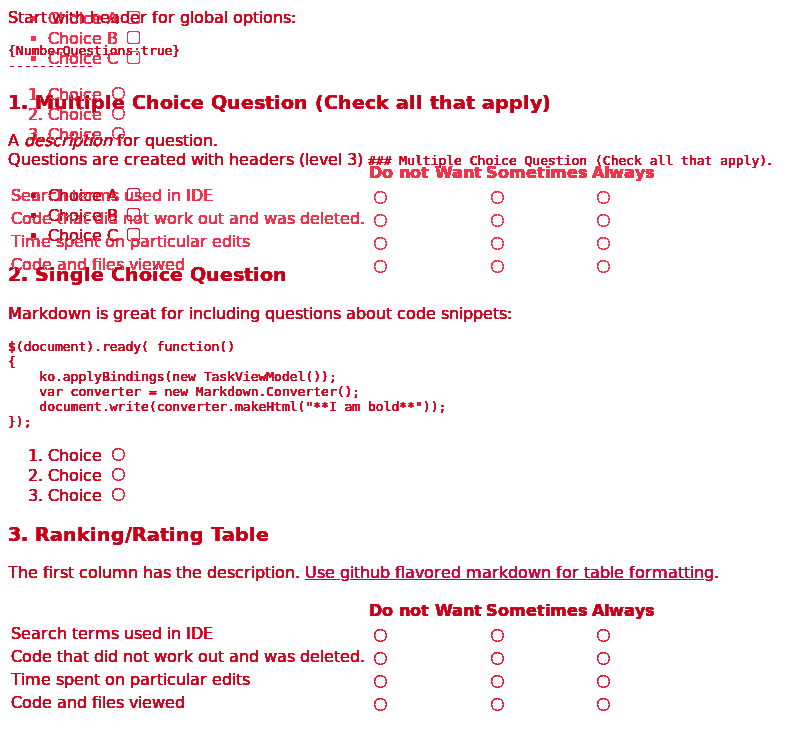 Start with header for global options:
Choice A
Choice B
{NumberQuestions:true}
Choice C
-----------
1. Choice
1. Multiple Choice Question (Check all that apply)
2. Choice
3. Choice
A description for question.
Questions are created with headers (level 3) ### Multiple Choice Question (Check all that apply).
Do not Want Sometimes Always
Search terms used in IDE
Choice A
Code that did not work out and was deleted.
Choice B
Choice C
Time spent on particular edits
Code and files viewed
2. Single Choice Question
Markdown is great for including questions about code snippets:
$(document).ready( function()
{
ko.applyBindings(new TaskViewModel());
var converter = new Markdown.Converter();
document.write(converter.makeHtml("**I am bold**"));
});
1. Choice
2. Choice
3. Choice
3. Ranking/Rating Table
The first column has the description. Use github flavored markdown for table formatting.
Do not Want Sometimes Always
Search terms used in IDE
Code that did not work out and was deleted.
Time spent on particular edits
Code and files viewed